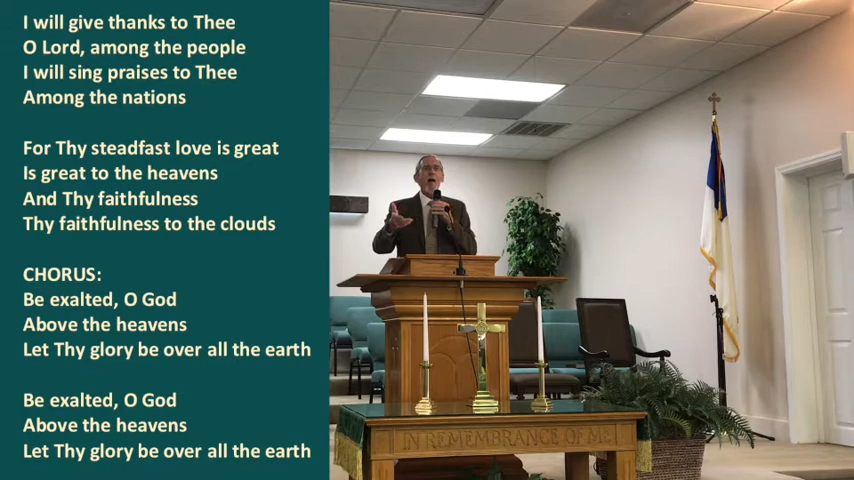 I will give thanks to Thee
O Lord, among the people
I will sing praises to Thee
Among the nations
For Thy steadfast love is great
Is great to the heavens
And Thy faithfulness
Thy faithfulness to the clouds
CHORUS:
Be exalted, O God
Above the heavens
Let Thy glory be over all the earth
Be exalted, O God
Above the heavens
Let Thy glory be over all the earth
IN REMEMBRANCE OF ME